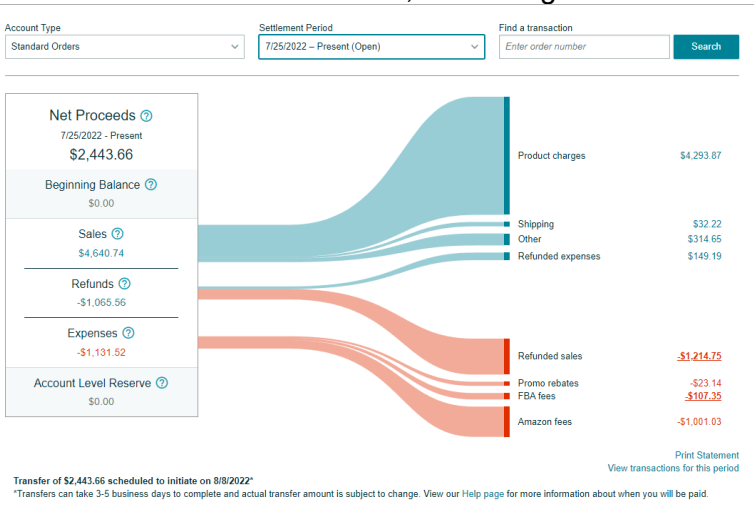 Account Type
Settlement Period
Find a transaction
Standard Orders
7/25/2022 – Present (Open)
Enter order number
Search
Net Proceeds ?
7/25/2022 - Present
$2,443.66
Beginning Balance ?
$0.00
Sales ?
$4,640.74
Refunds ?
-$1,065.56
Expenses ?
-$1,131.52
Account Level Reserve ?
$0.00
Product charges $4,293.87
Shipping $32.22
Other $314.65
Refunded expenses $149.19
Refunded sales -$1,214.75
Promo rebates -$23.14
FBA fees -$107.35
Amazon fees -$1,001.03
Print Statement
View transactions for this period
Transfer of $2,443.66 scheduled to initiate on 8/8/2022*
*Transfers can take 3-5 business days to complete and actual transfer amount is subject to change. View our Help page for more information about when you will be paid.